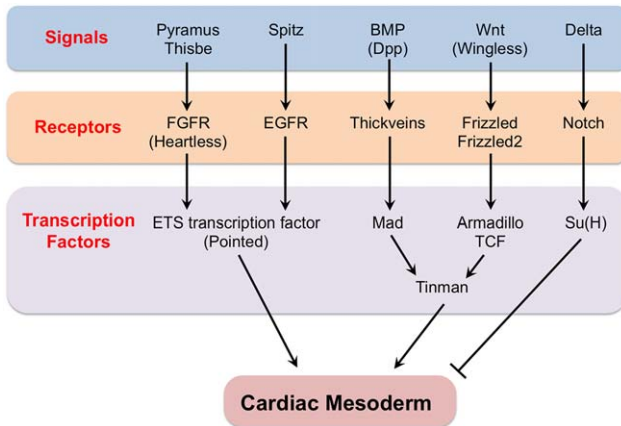 Signals
Pyramus
Thisbe
Spitz
BMP
(Dpp)
Wnt
(Wingless)
Delta
Receptors
FGFR
(Heartless)
EGFR
Thickveins
Frizzled
Frizzled2
Notch
Transcription
Factors
ETS transcription factor
(Pointed)
Mad
Armadillo
TCF
Su(H)
Tinman
Cardiac Mesoderm